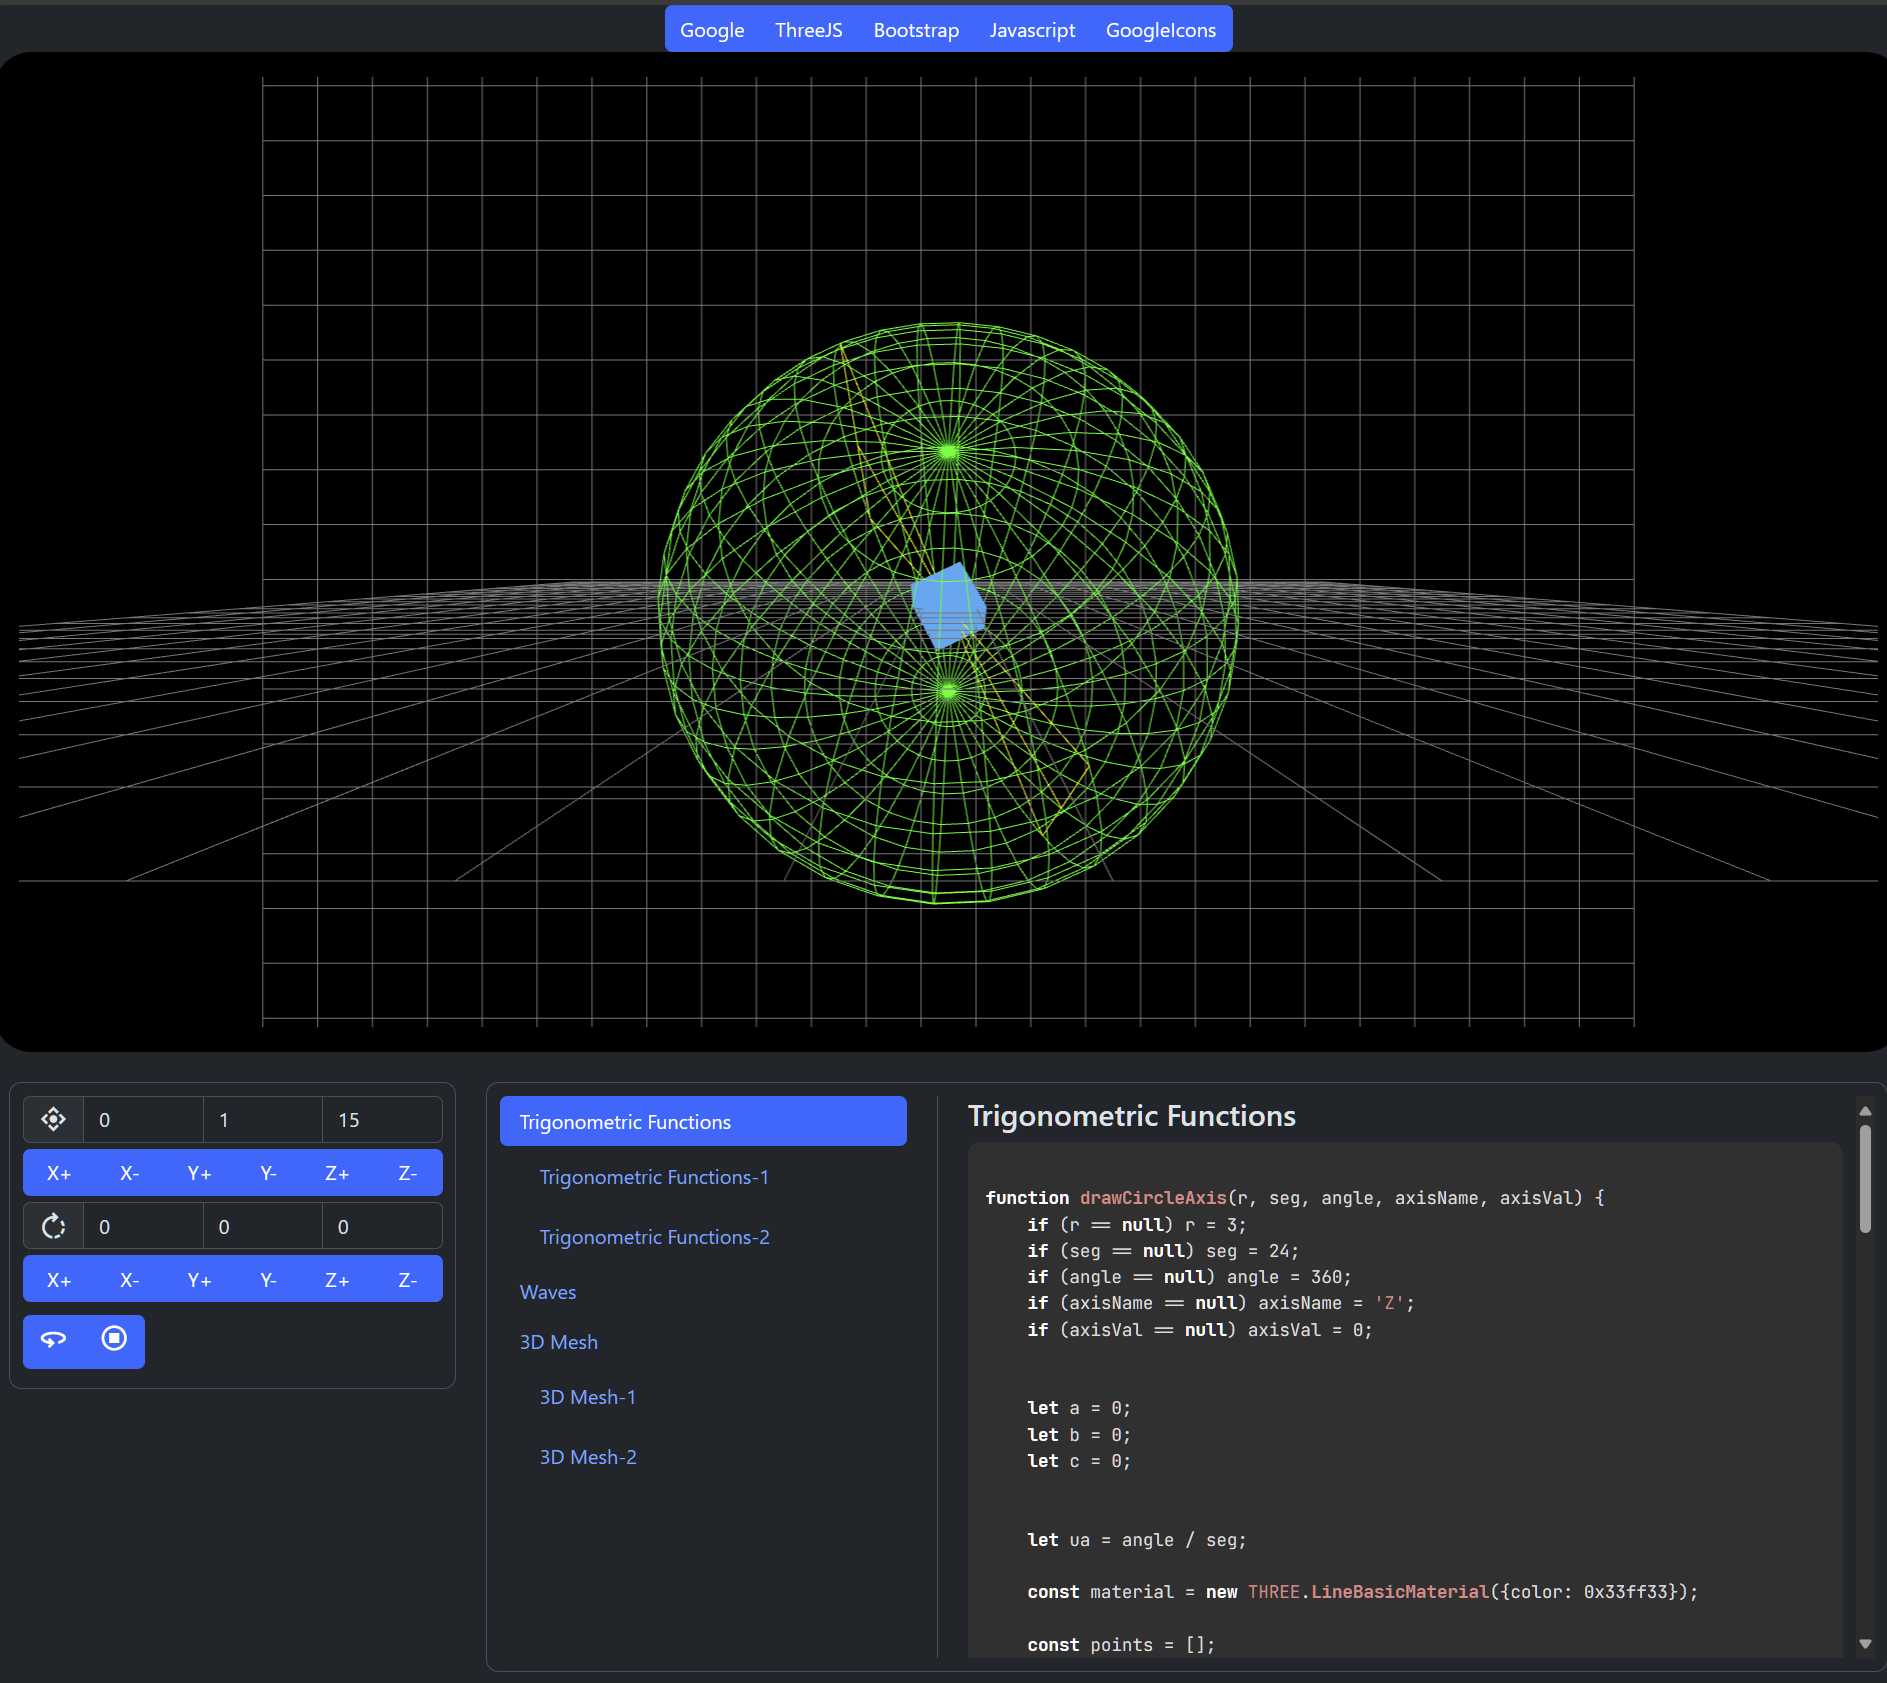 Google ThreeJS Bootstrap Javascript GoogleIcons
0 1 15
X+ X- Y+ Y- Z+ Z-
0 0 0
X+ X- Y+ Y- Z+ Z-
Trigonometric Functions
Trigonometric Functions-1
Trigonometric Functions-2
Waves
3D Mesh
3D Mesh-1
3D Mesh-2
Trigonometric Functions
function drawCircleAxis(r, seg, angle, axisName, axisVal) {
    if (r == null) r = 3;
    if (seg == null) seg = 24;
    if (angle == null) angle = 360;
    if (axisName == null) axisName = 'Z';
    if (axisVal == null) axisVal = 0;
    let a = 0;
    let b = 0;
    let c = 0;
    let ua = angle / seg;
    const material = new THREE.LineBasicMaterial({color: 0x33ff33});
    const points = [];